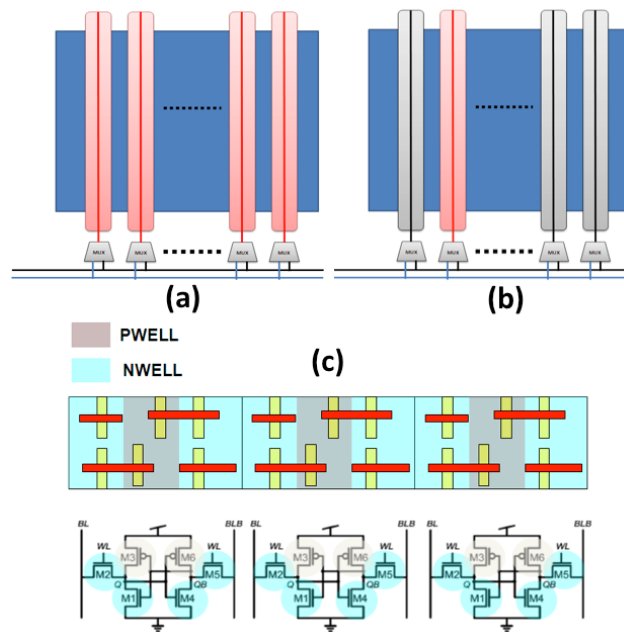 MUX MUX MUX MUX MUX MUX MUX MUX
(a) (b)
PWELL (c)
NWELL
BL BLB BL BLB
WL M3 M6 WL WL M3 M6 WL WL M3 M6 WL
M2 M5 M2 M5 M2 M5
Q QB Q QB Q QB
M1 M4 M1 M4 M1 M4